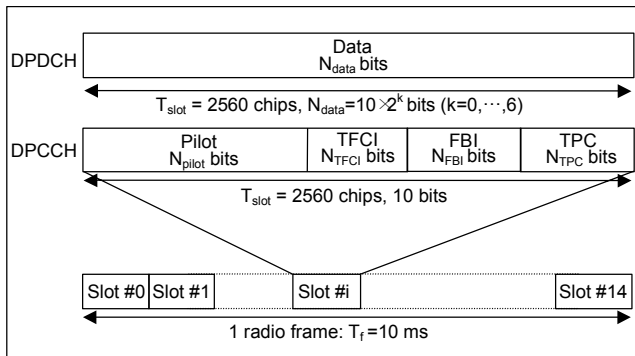 DPDCH
Data
N_data bits
T_slot = 2560 chips, N_data=10×2^k bits (k=0,⋯,6)
DPCCH
Pilot
N_pilot bits
TFCI
N_TFCI bits
FBI
N_FBI bits
TPC
N_TPC bits
T_slot = 2560 chips, 10 bits
Slot #0 Slot #1 Slot #i Slot #14
1 radio frame: T_f =10 ms